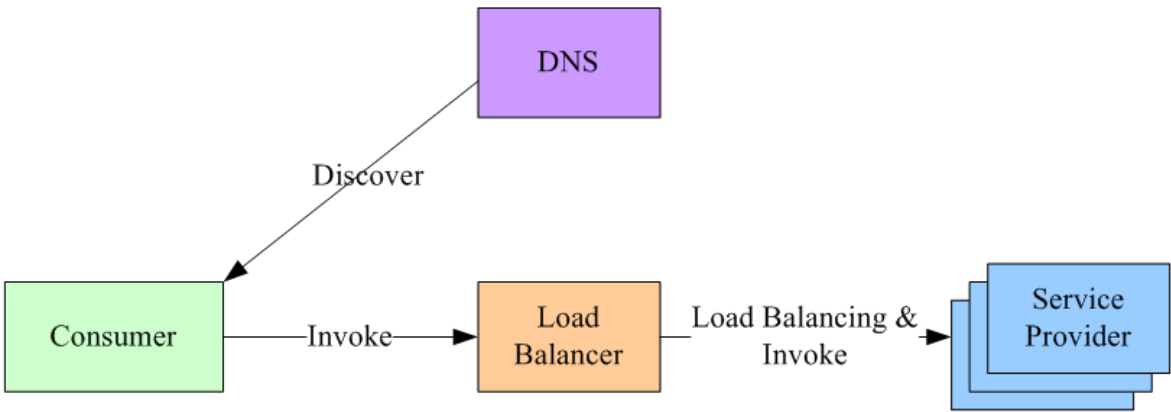 DNS
Discover
Consumer
Invoke
Load
Balancer
Load Balancing &
Invoke
Service
Provider